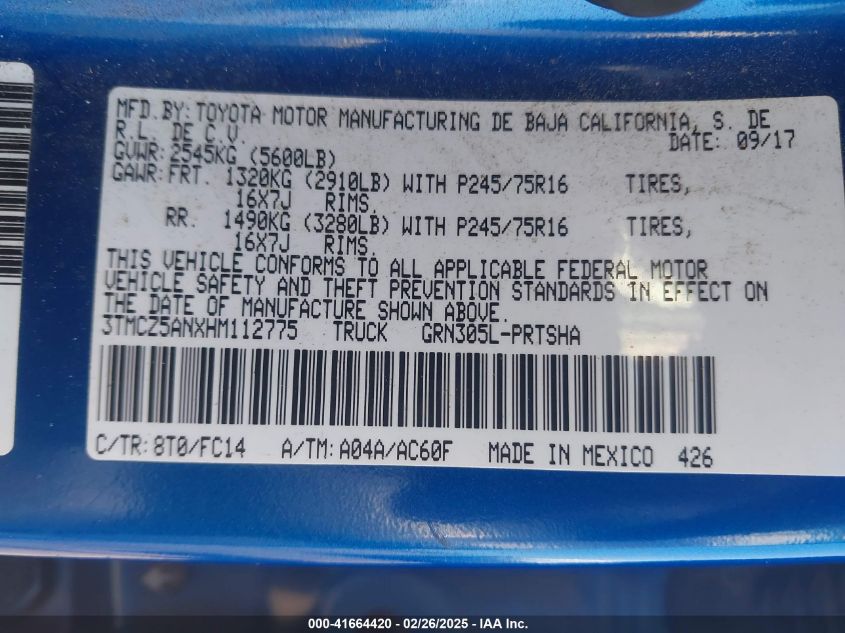 MFD.BY:TOYOTA MOTOR MANUFACTURING DE BAJA CALIFORNIA, S. DE
R.L. DE C.V.
DATE: 09/17
GVWR:2545KG (5600LB)
GAWR:FRT. 1320KG (2910LB) WITH P245/75R16 TIRES,
16X7J RIMS,
RR. 1490KG (3280LB) WITH P245/75R16 TIRES,
16X7J RIMS,
THIS VEHICLE CONFORMS TO ALL APPLICABLE FEDERAL MOTOR
VEHICLE SAFETY AND THEFT PREVENTION STANDARDS IN EFFECT ON
THE DATE OF MANUFACTURE SHOWN ABOVE.
3TMCZ5ANXHM112775 TRUCK GRN305L-PRTSHA
C/TR:8T0/FC14 A/TM:A04A/AC60F MADE IN MEXICO 426
000-41664420 - 02/26/2025 - IAA Inc.